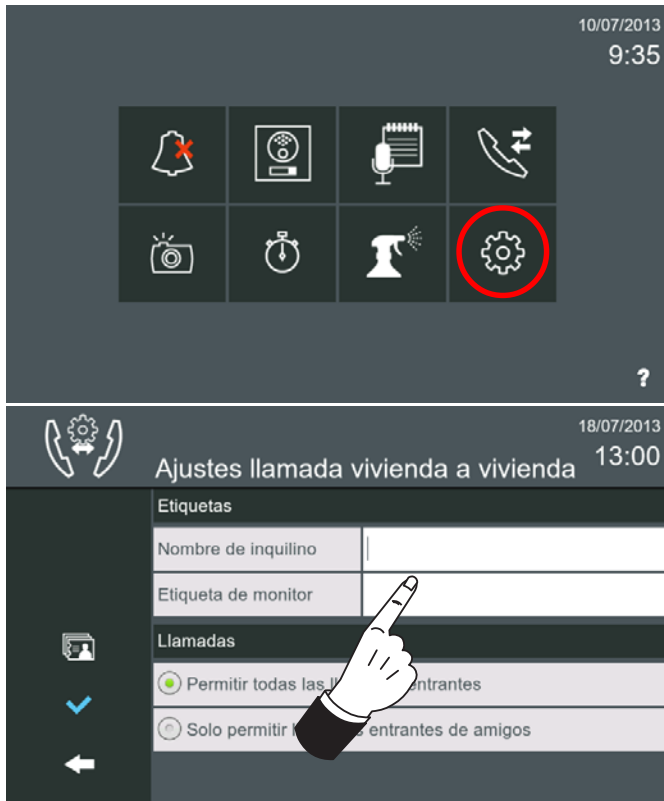 10/07/2013
9:35
?
18/07/2013
13:00
Ajustes llamada vivienda a vivienda
Etiquetas
Nombre de inquilino
Etiqueta de monitor
Llamadas
Permitir todas las entrantes
Solo permitir entrantes de amigos